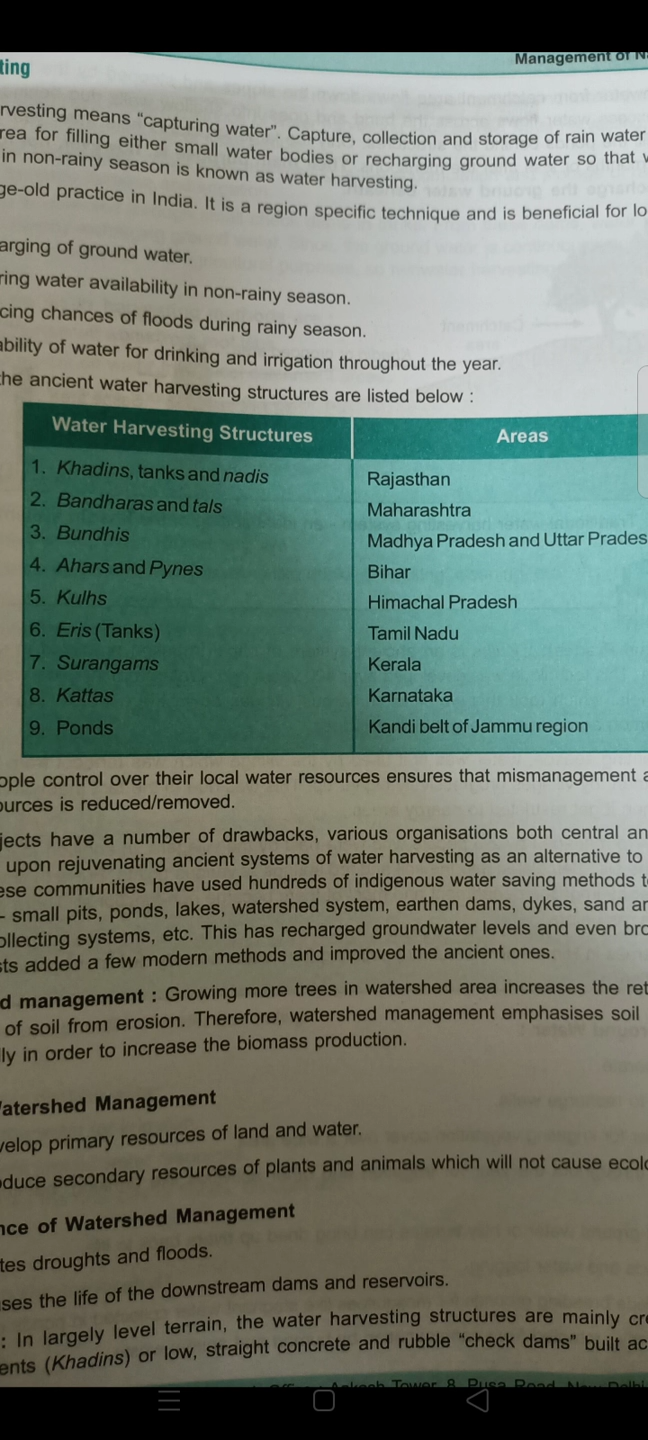 ting
Management of N
rvesting means “capturing water”. Capture, collection and storage of rain water
rea for filling either small water bodies or recharging ground water so that
in non-rainy season is known as water harvesting.
ge-old practice in India. It is a region specific technique and is beneficial for lo
arging of ground water.
ring water availability in non-rainy season.
cing chances of floods during rainy season.
ability of water for drinking and irrigation throughout the year.
the ancient water harvesting structures are listed below :
Water Harvesting Structures Areas
1. Khadins, tanks and nadis Rajasthan
2. Bandharas and tals Maharashtra
3. Bundhis Madhya Pradesh and Uttar Prades
4. Ahars and Pynes Bihar
5. Kulhs Himachal Pradesh
6. Eris (Tanks) Tamil Nadu
7. Surangams Kerala
8. Kattas Karnataka
9. Ponds Kandi belt of Jammu region
ople control over their local water resources ensures that mismanagement a
ources is reduced/removed.
jects have a number of drawbacks, various organisations both central an
upon rejuvenating ancient systems of water harvesting as an alternative to
ese communities have used hundreds of indigenous water saving methods t
- small pits, ponds, lakes, watershed system, earthen dams, dykes, sand ar
ollecting systems, etc. This has recharged groundwater levels and even bro
sts added a few modern methods and improved the ancient ones.
d management : Growing more trees in watershed area increases the ret
of soil from erosion. Therefore, watershed management emphasises soil
lly in order to increase the biomass production.
Watershed Management
velop primary resources of land and water.
oduce secondary resources of plants and animals which will not cause ecolo
nce of Watershed Management
tes droughts and floods.
ses the life of the downstream dams and reservoirs.
: In largely level terrain, the water harvesting structures are mainly cre
ents (Khadins) or low, straight concrete and rubble “check dams” built ac
Tower, 8, Pusa Road, New Delhi